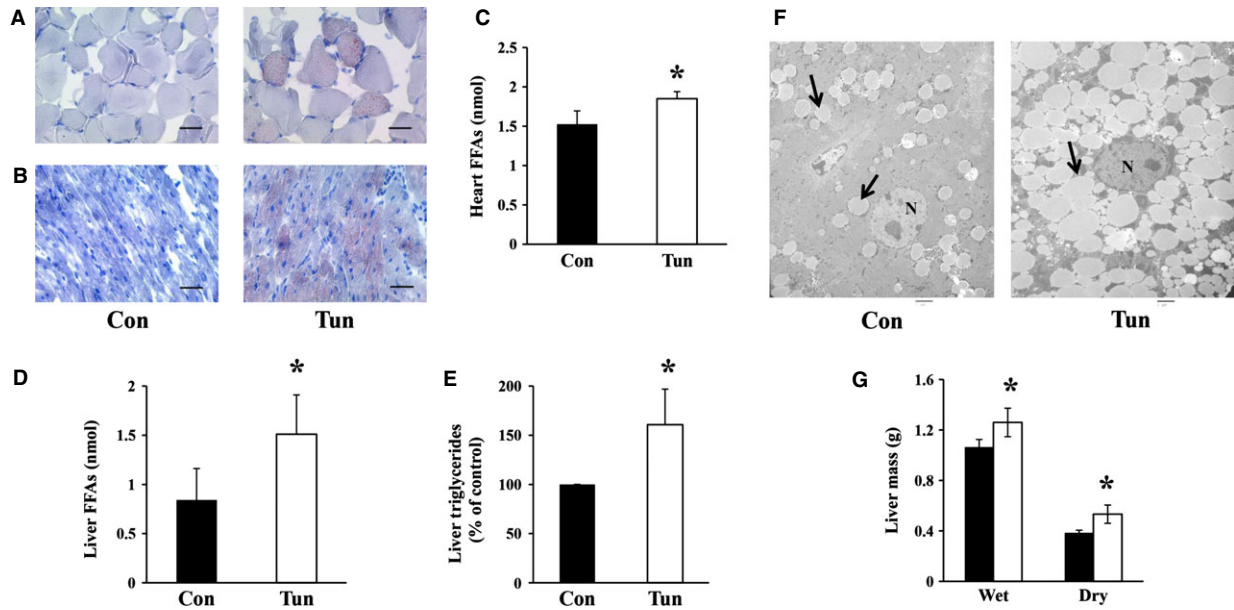 A
B
Con Tun
C
Heart FFAs (nmol)
2.5
2
1.5
1
0.5
0
*
Con Tun
F
N
N
Con Tun
D
Liver FFAs (nmol)
2
1.5
1
0.5
0
*
Con Tun
E
Liver triglycerides
(% of control)
200
150
100
50
0
*
Con Tun
G
Liver mass (g)
1.6
1.2
0.8
0.4
0
*
*
Wet Dry